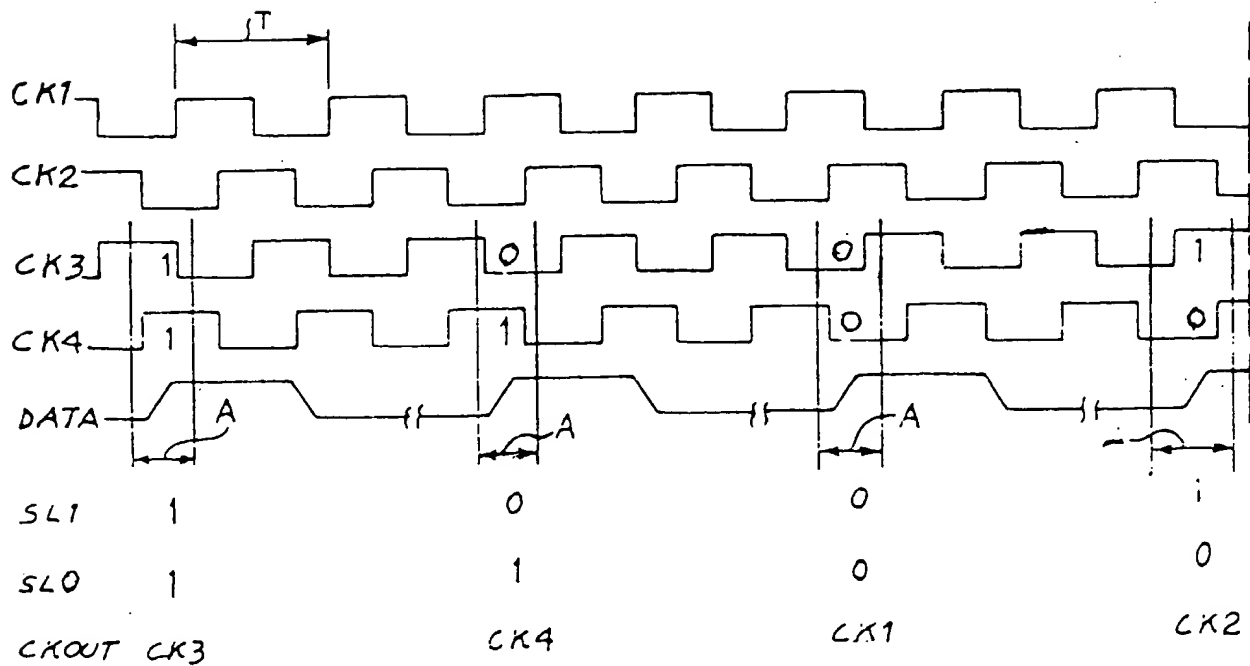 T
CK1
CK2
CK3 1 0 0 1
CK4 1 1 0 0
DATA
A A A
SL1 1 0 0 i
SL0 1 1 0 0
CKOUT CK3 CK4 CK1 CK2